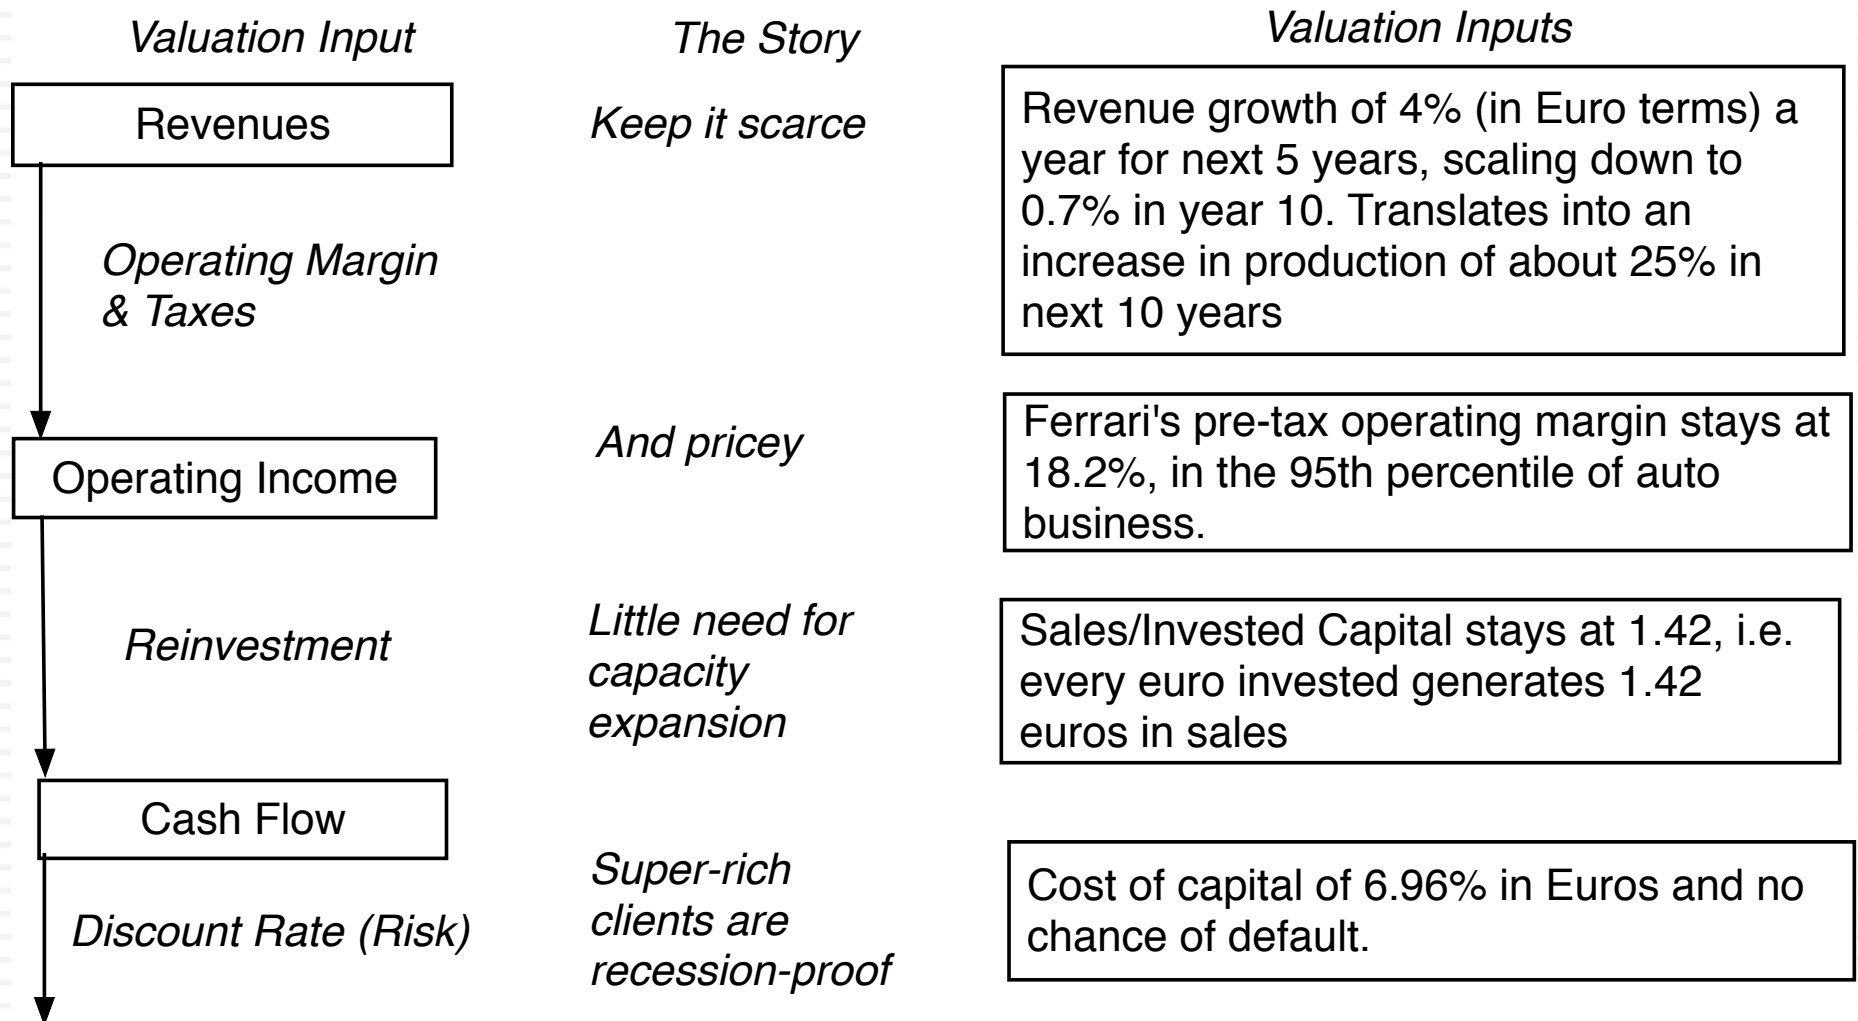 Valuation Input
The Story
Valuation Inputs
Revenues
Keep it scarce
Revenue growth of 4% (in Euro terms) a
year for next 5 years, scaling down to
0.7% in year 10. Translates into an
increase in production of about 25% in
next 10 years
Operating Margin
& Taxes
Operating Income
And pricey
Ferrari's pre-tax operating margin stays at
18.2%, in the 95th percentile of auto
business.
Reinvestment
Little need for
capacity
expansion
Sales/Invested Capital stays at 1.42, i.e.
every euro invested generates 1.42
euros in sales
Cash Flow
Discount Rate (Risk)
Super-rich
clients are
recession-proof
Cost of capital of 6.96% in Euros and no
chance of default.